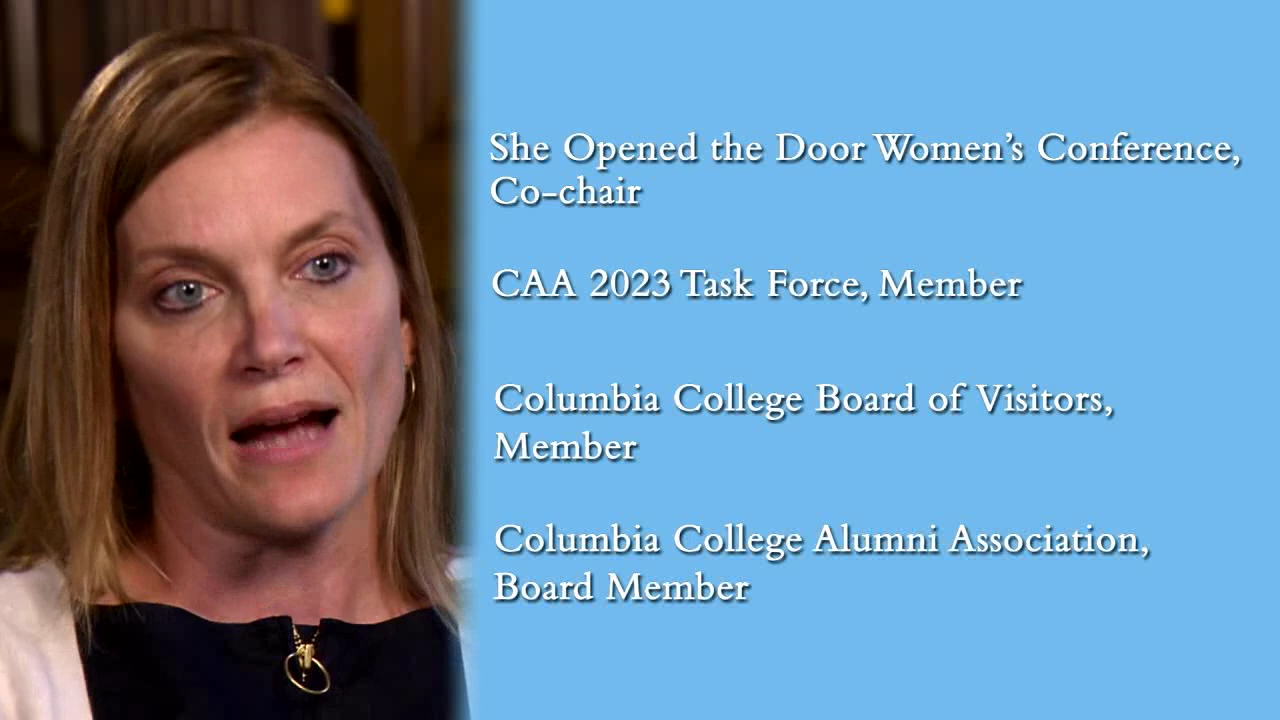 She Opened the Door Women’s Conference,
Co-chair
CAA 2023 Task Force, Member
Columbia College Board of Visitors,
Member
Columbia College Alumni Association,
Board Member